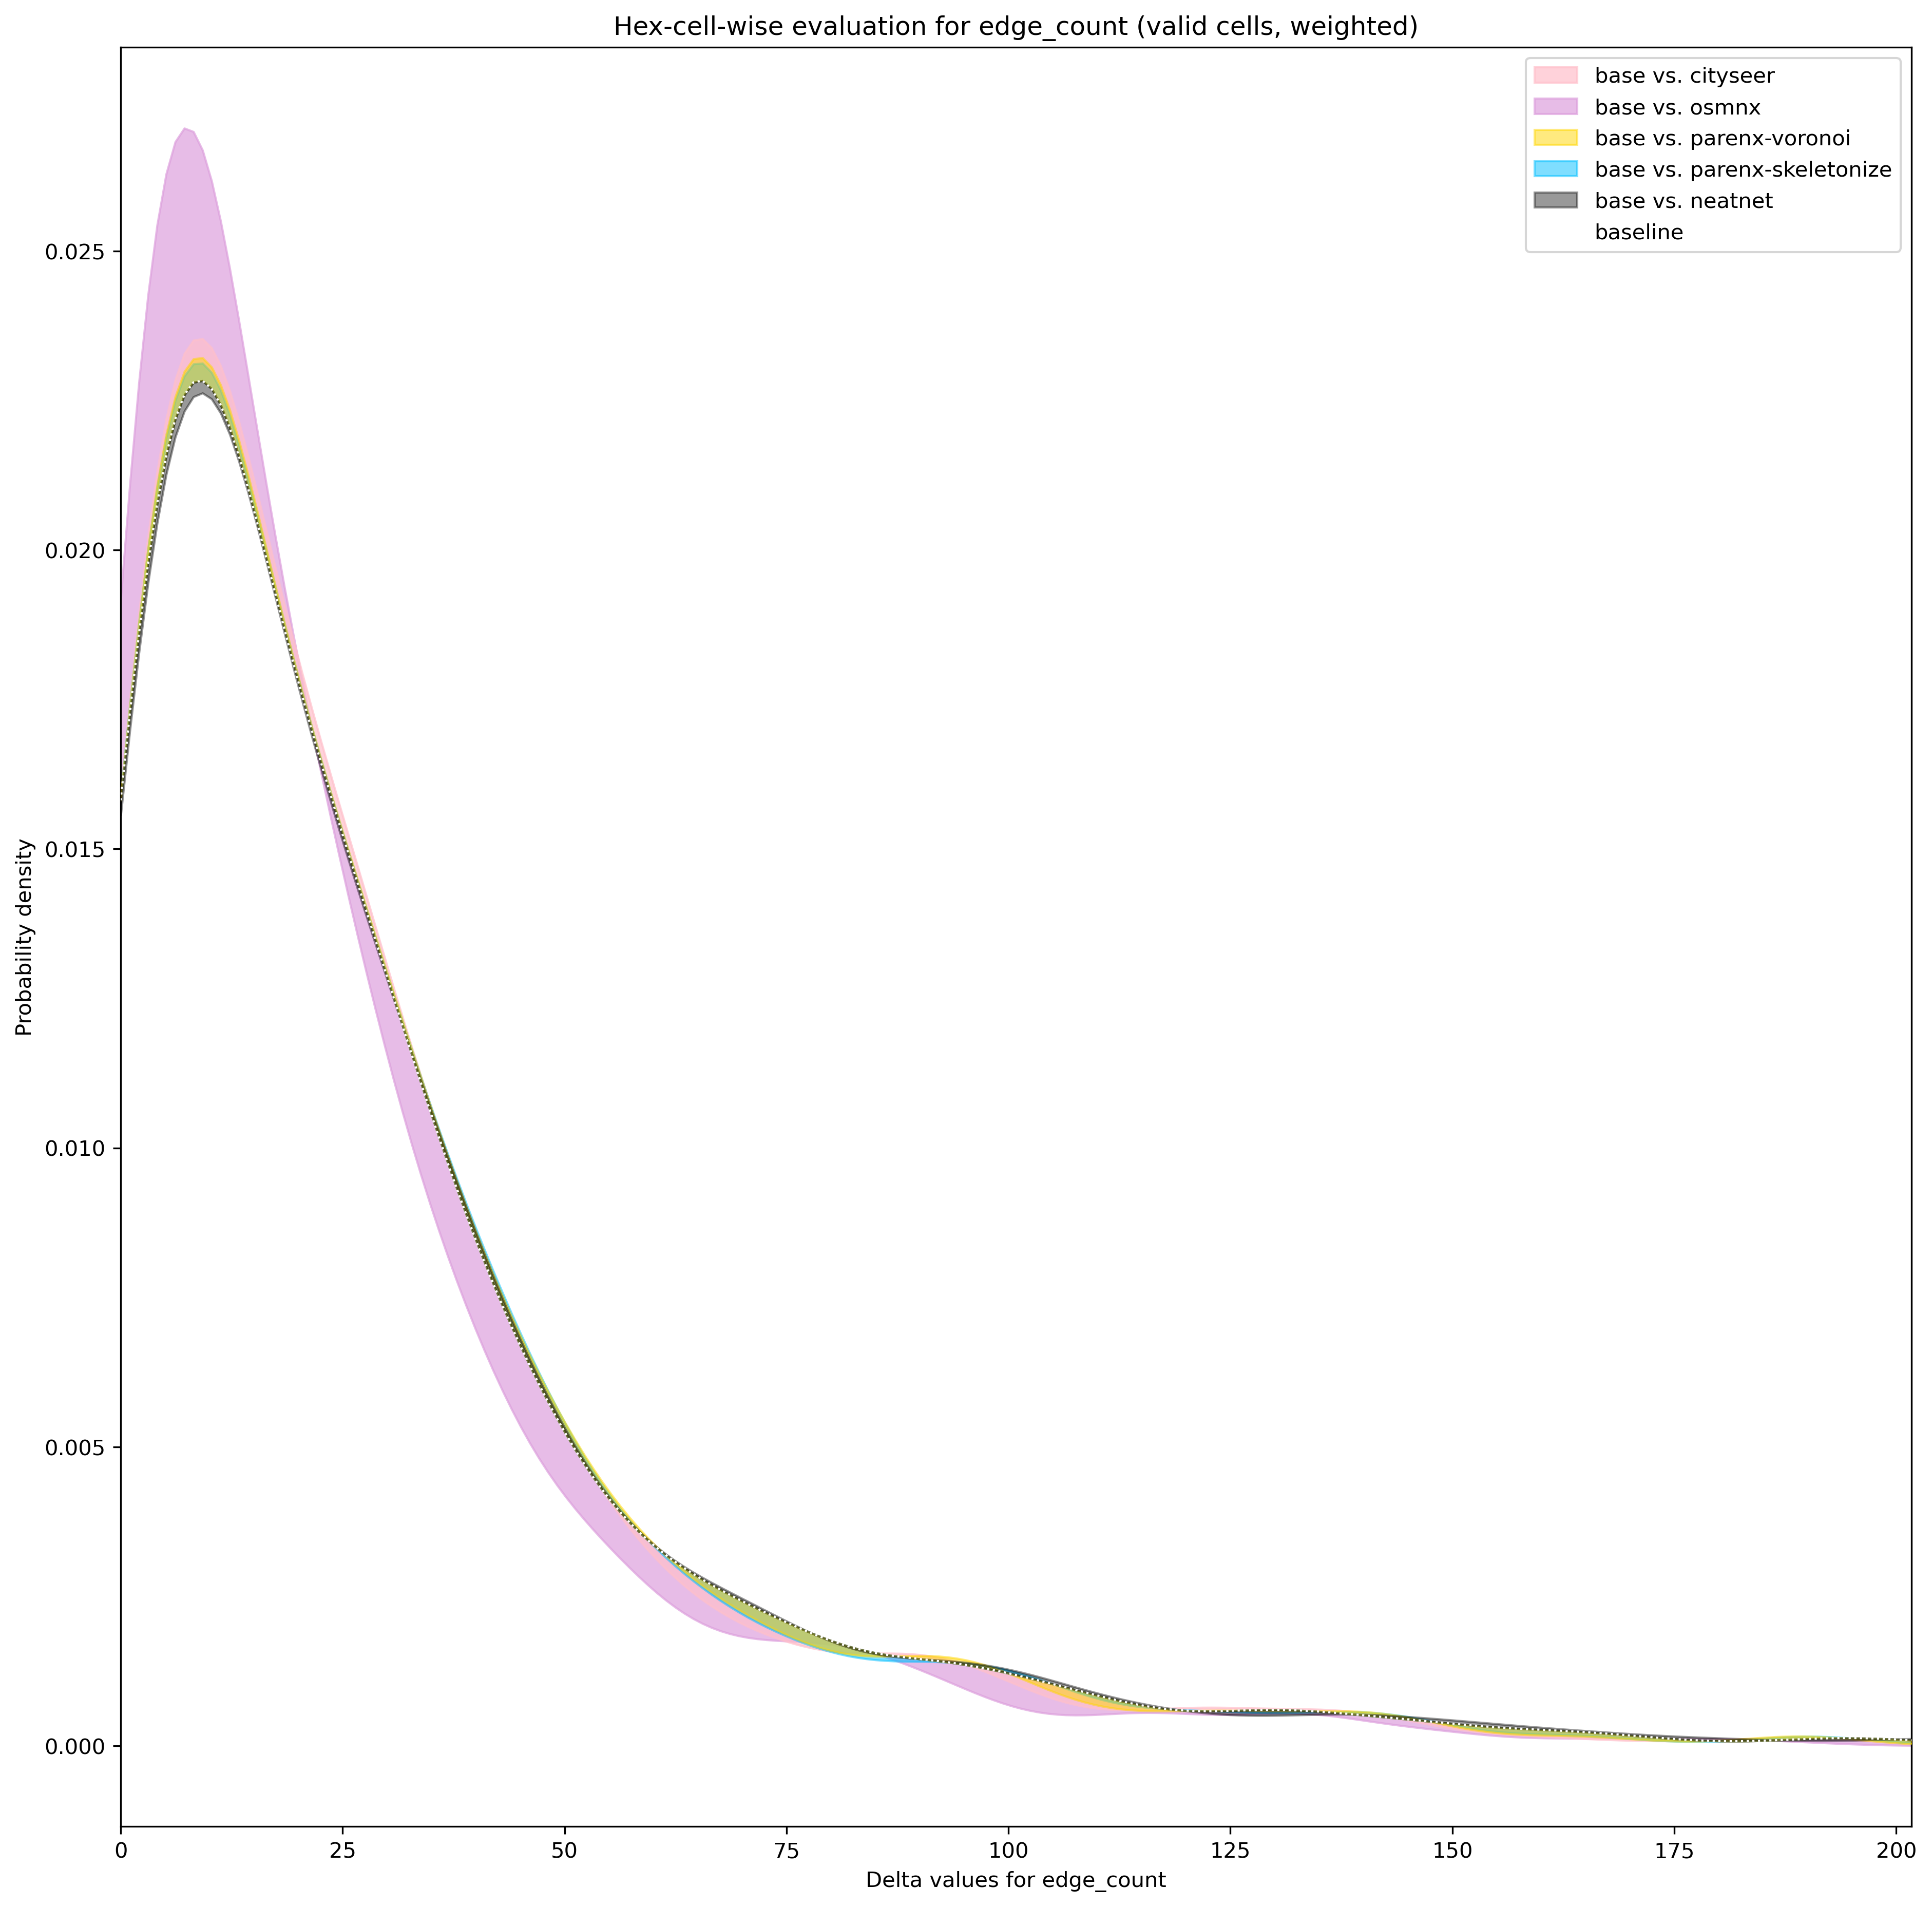 Hex-cell-wise evaluation for edge_count (valid cells, weighted)
base vs. cityseer
base vs. osmnx
base vs. parenx-voronoi
base vs. parenx-skeletonize
base vs. neatnet
baseline
Probability density
0.025
0.020
0.015
0.010
0.005
0.000
0 25 50 75 100 125 150 175 200
Delta values for edge_count